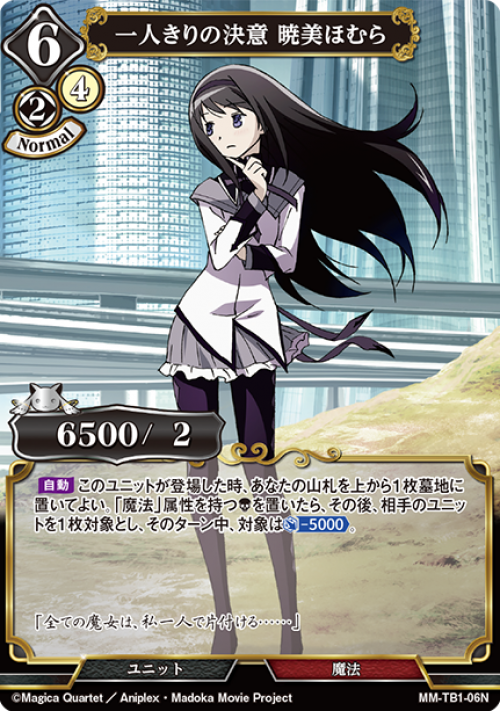 6
一人きりの決意 暁美ほむら
4
2
Normal
6500/ 2
自動 このユニットが登場した時、あなたの山札を上から1枚墓地に
置いてよい。「魔法」属性を持つ を置いたら、その後、相手のユニッ
トを1枚対象とし、そのターン中、対象は -5000 。
「全ての魔女は、私一人で片付ける……」
ユニット
魔法
©Magica Quartet／Aniplex・Madoka Movie Project
MM-TB1-06N